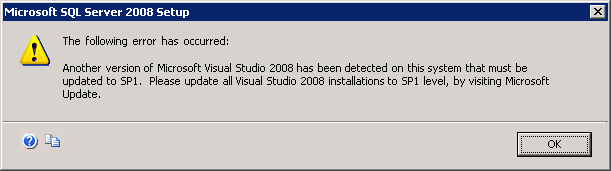 Microsoft SQL Server 2008 Setup
The following error has occurred:
Another version of Microsoft Visual Studio 2008 has been detected on this system that must be
updated to SP1.  Please update all Visual Studio 2008 installations to SP1 level, by visiting Microsoft
Update.
OK